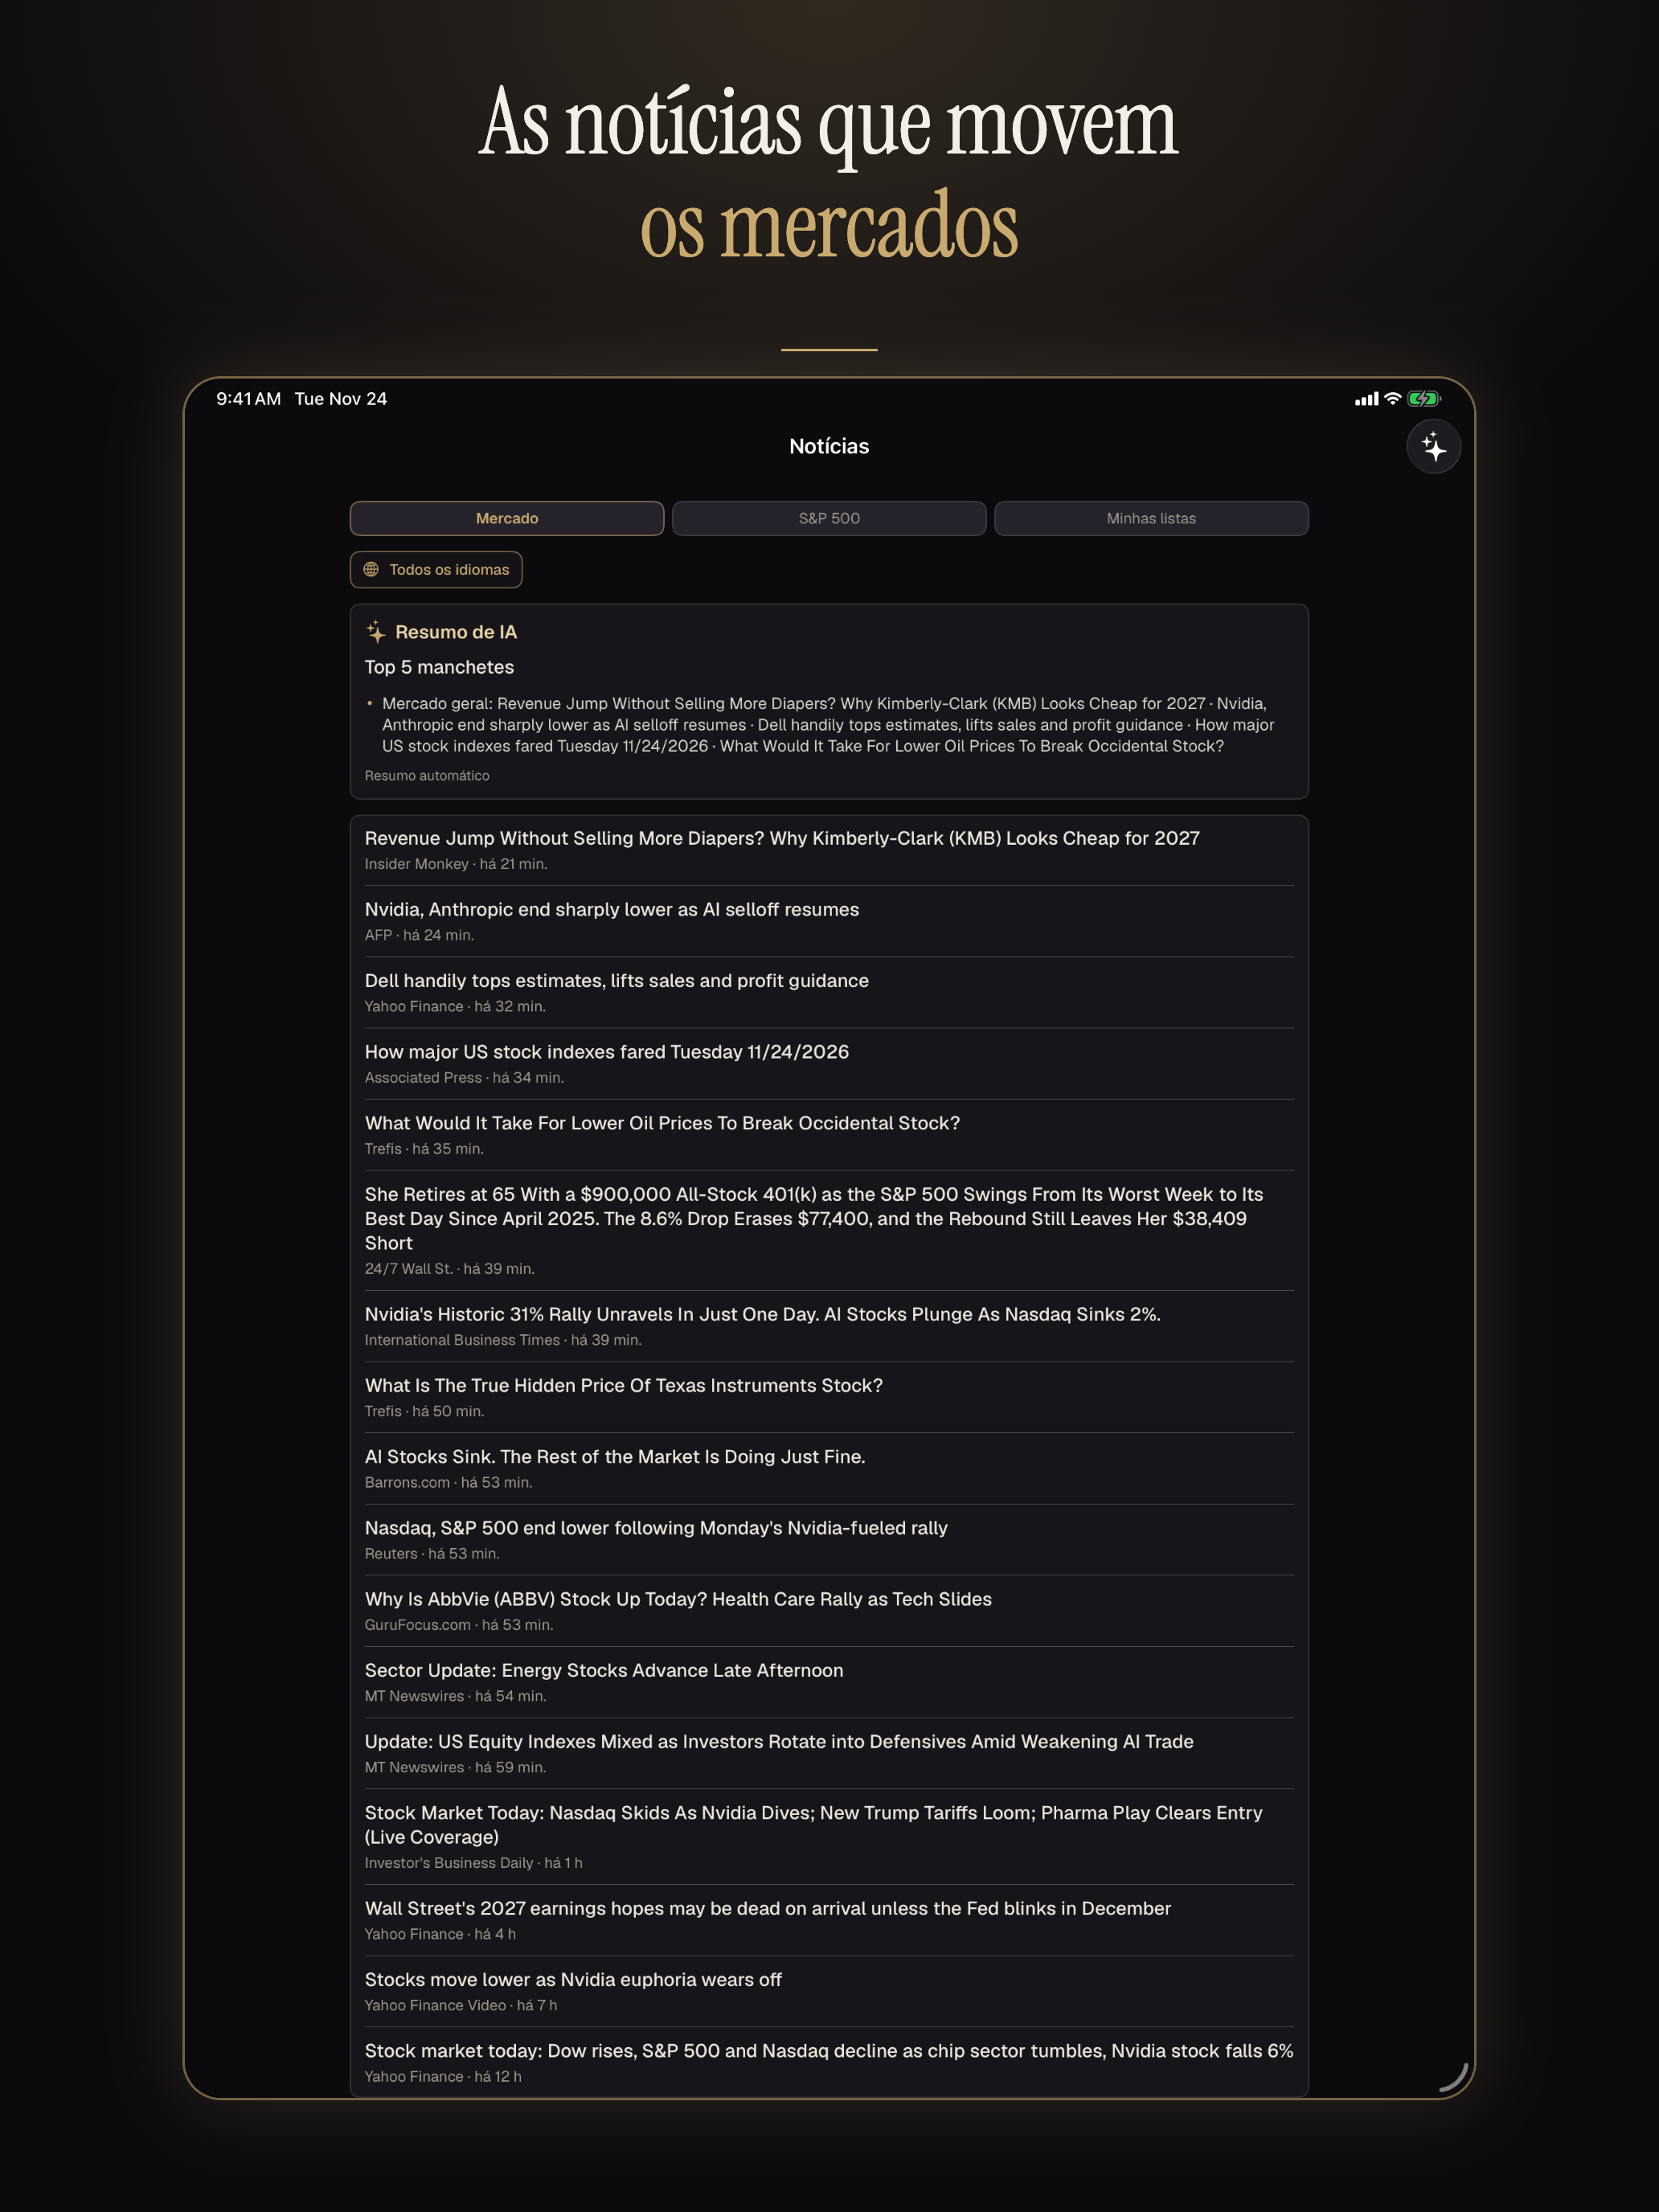 As notícias que movem
os mercados
9:41 AM Tue Nov 24
Notícias
Mercado
S&P 500
Minhas listas
Todos os idiomas
Resumo de IA
Top 5 manchetes
• Mercado geral: Revenue Jump Without Selling More Diapers? Why Kimberly-Clark (KMB) Looks Cheap for 2027 · Nvidia,
Anthropic end sharply lower as AI selloff resumes · Dell handily tops estimates, lifts sales and profit guidance · How major
US stock indexes fared Tuesday 11/24/2026 · What Would It Take For Lower Oil Prices To Break Occidental Stock?
Resumo automático
Revenue Jump Without Selling More Diapers? Why Kimberly-Clark (KMB) Looks Cheap for 2027
Insider Monkey · há 21 min.
Nvidia, Anthropic end sharply lower as AI selloff resumes
AFP · há 24 min.
Dell handily tops estimates, lifts sales and profit guidance
Yahoo Finance · há 32 min.
How major US stock indexes fared Tuesday 11/24/2026
Associated Press · há 34 min.
What Would It Take For Lower Oil Prices To Break Occidental Stock?
Trefis · há 35 min.
She Retires at 65 With a $900,000 All-Stock 401(k) as the S&P 500 Swings From Its Worst Week to Its
Best Day Since April 2025. The 8.6% Drop Erases $77,400, and the Rebound Still Leaves Her $38,409
Short
24/7 Wall St. · há 39 min.
Nvidia's Historic 31% Rally Unravels In Just One Day. AI Stocks Plunge As Nasdaq Sinks 2%.
International Business Times · há 39 min.
What Is The True Hidden Price Of Texas Instruments Stock?
Trefis · há 50 min.
AI Stocks Sink. The Rest of the Market Is Doing Just Fine.
Barrons.com · há 53 min.
Nasdaq, S&P 500 end lower following Monday's Nvidia-fueled rally
Reuters · há 53 min.
Why Is AbbVie (ABBV) Stock Up Today? Health Care Rally as Tech Slides
GuruFocus.com · há 53 min.
Sector Update: Energy Stocks Advance Late Afternoon
MT Newswires · há 54 min.
Update: US Equity Indexes Mixed as Investors Rotate into Defensives Amid Weakening AI Trade
MT Newswires · há 59 min.
Stock Market Today: Nasdaq Skids As Nvidia Dives; New Trump Tariffs Loom; Pharma Play Clears Entry
(Live Coverage)
Investor's Business Daily · há 1 h
Wall Street's 2027 earnings hopes may be dead on arrival unless the Fed blinks in December
Yahoo Finance · há 4 h
Stocks move lower as Nvidia euphoria wears off
Yahoo Finance Video · há 7 h
Stock market today: Dow rises, S&P 500 and Nasdaq decline as chip sector tumbles, Nvidia stock falls 6%
Yahoo Finance · há 12 h